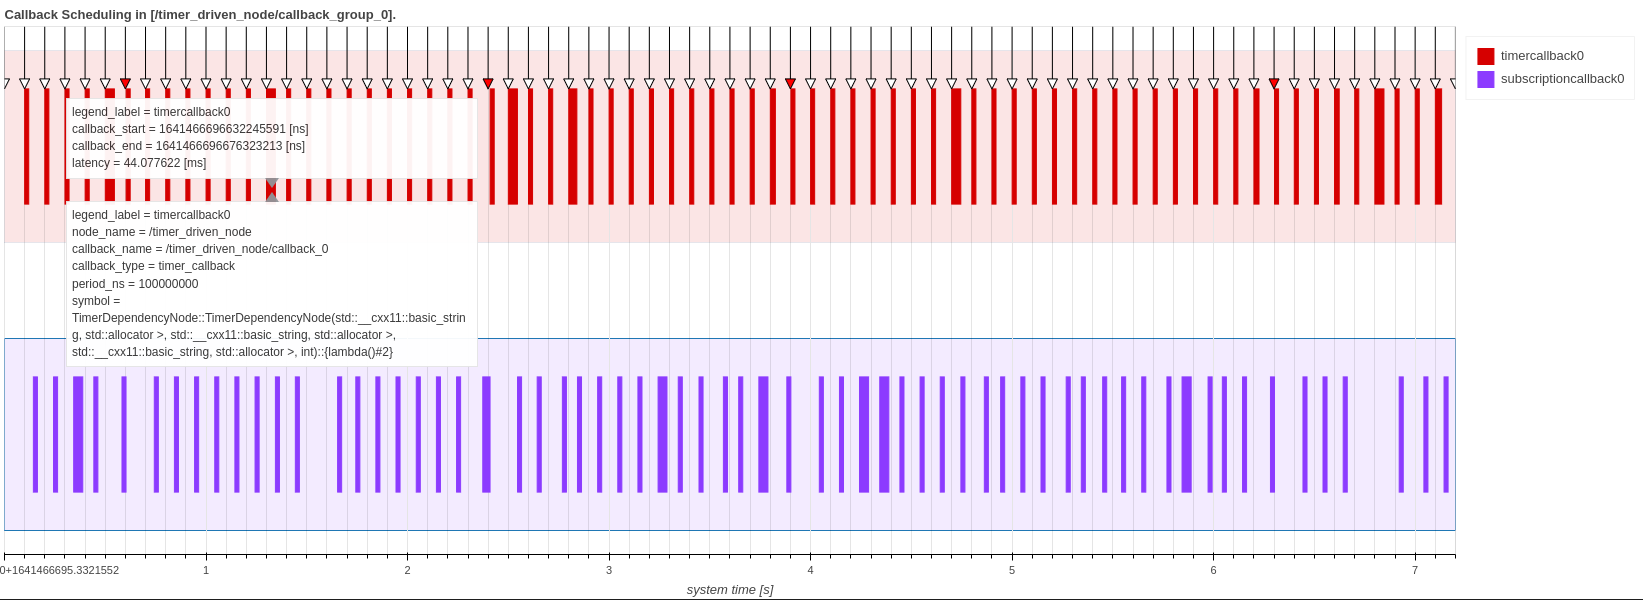 Callback Scheduling in [/timer_driven_node/callback_group_0].
timercallback0
subscriptioncallback0
legend_label = timercallback0
callback_start = 1641466696632245591 [ns]
callback_end = 1641466696676323213 [ns]
latency = 44.077622 [ms]
legend_label = timercallback0
node_name = /timer_driven_node
callback_name = /timer_driven_node/callback_0
callback_type = timer_callback
period_ns = 100000000
symbol =
TimerDependencyNode::TimerDependencyNode(std::__cxx11::basic_strin
g, std::allocator >, std::__cxx11::basic_string, std::allocator >,
std::__cxx11::basic_string, std::allocator >, int)::{lambda()#2}
0+1641466695.3321552 1 2 3 4 5 6 7
system time [s]